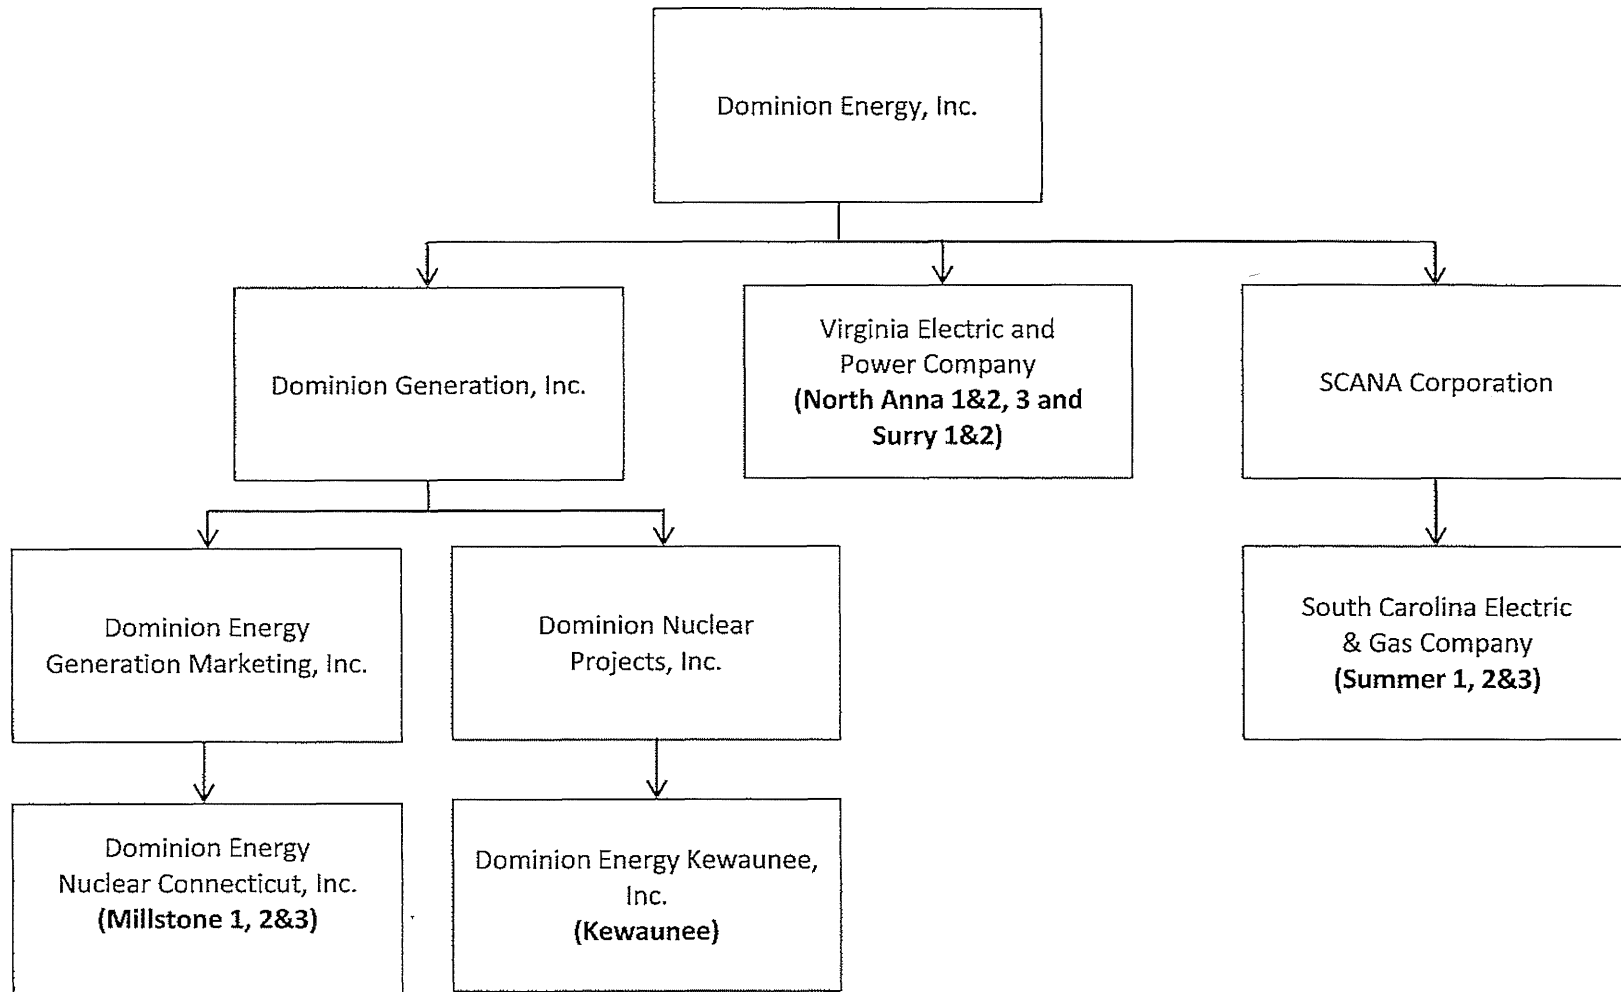 Dominion Energy, Inc.
Dominion Generation, Inc.
Virginia Electric and
Power Company
(North Anna 1&2, 3 and
Surry 1&2)
SCANA Corporation
Dominion Energy
Generation Marketing, Inc.
Dominion Nuclear
Projects, Inc.
South Carolina Electric
& Gas Company
(Summer 1, 2&3)
Dominion Energy
Nuclear Connecticut, Inc.
(Millstone 1, 2&3)
Dominion Energy Kewaunee,
Inc.
(Kewaunee)